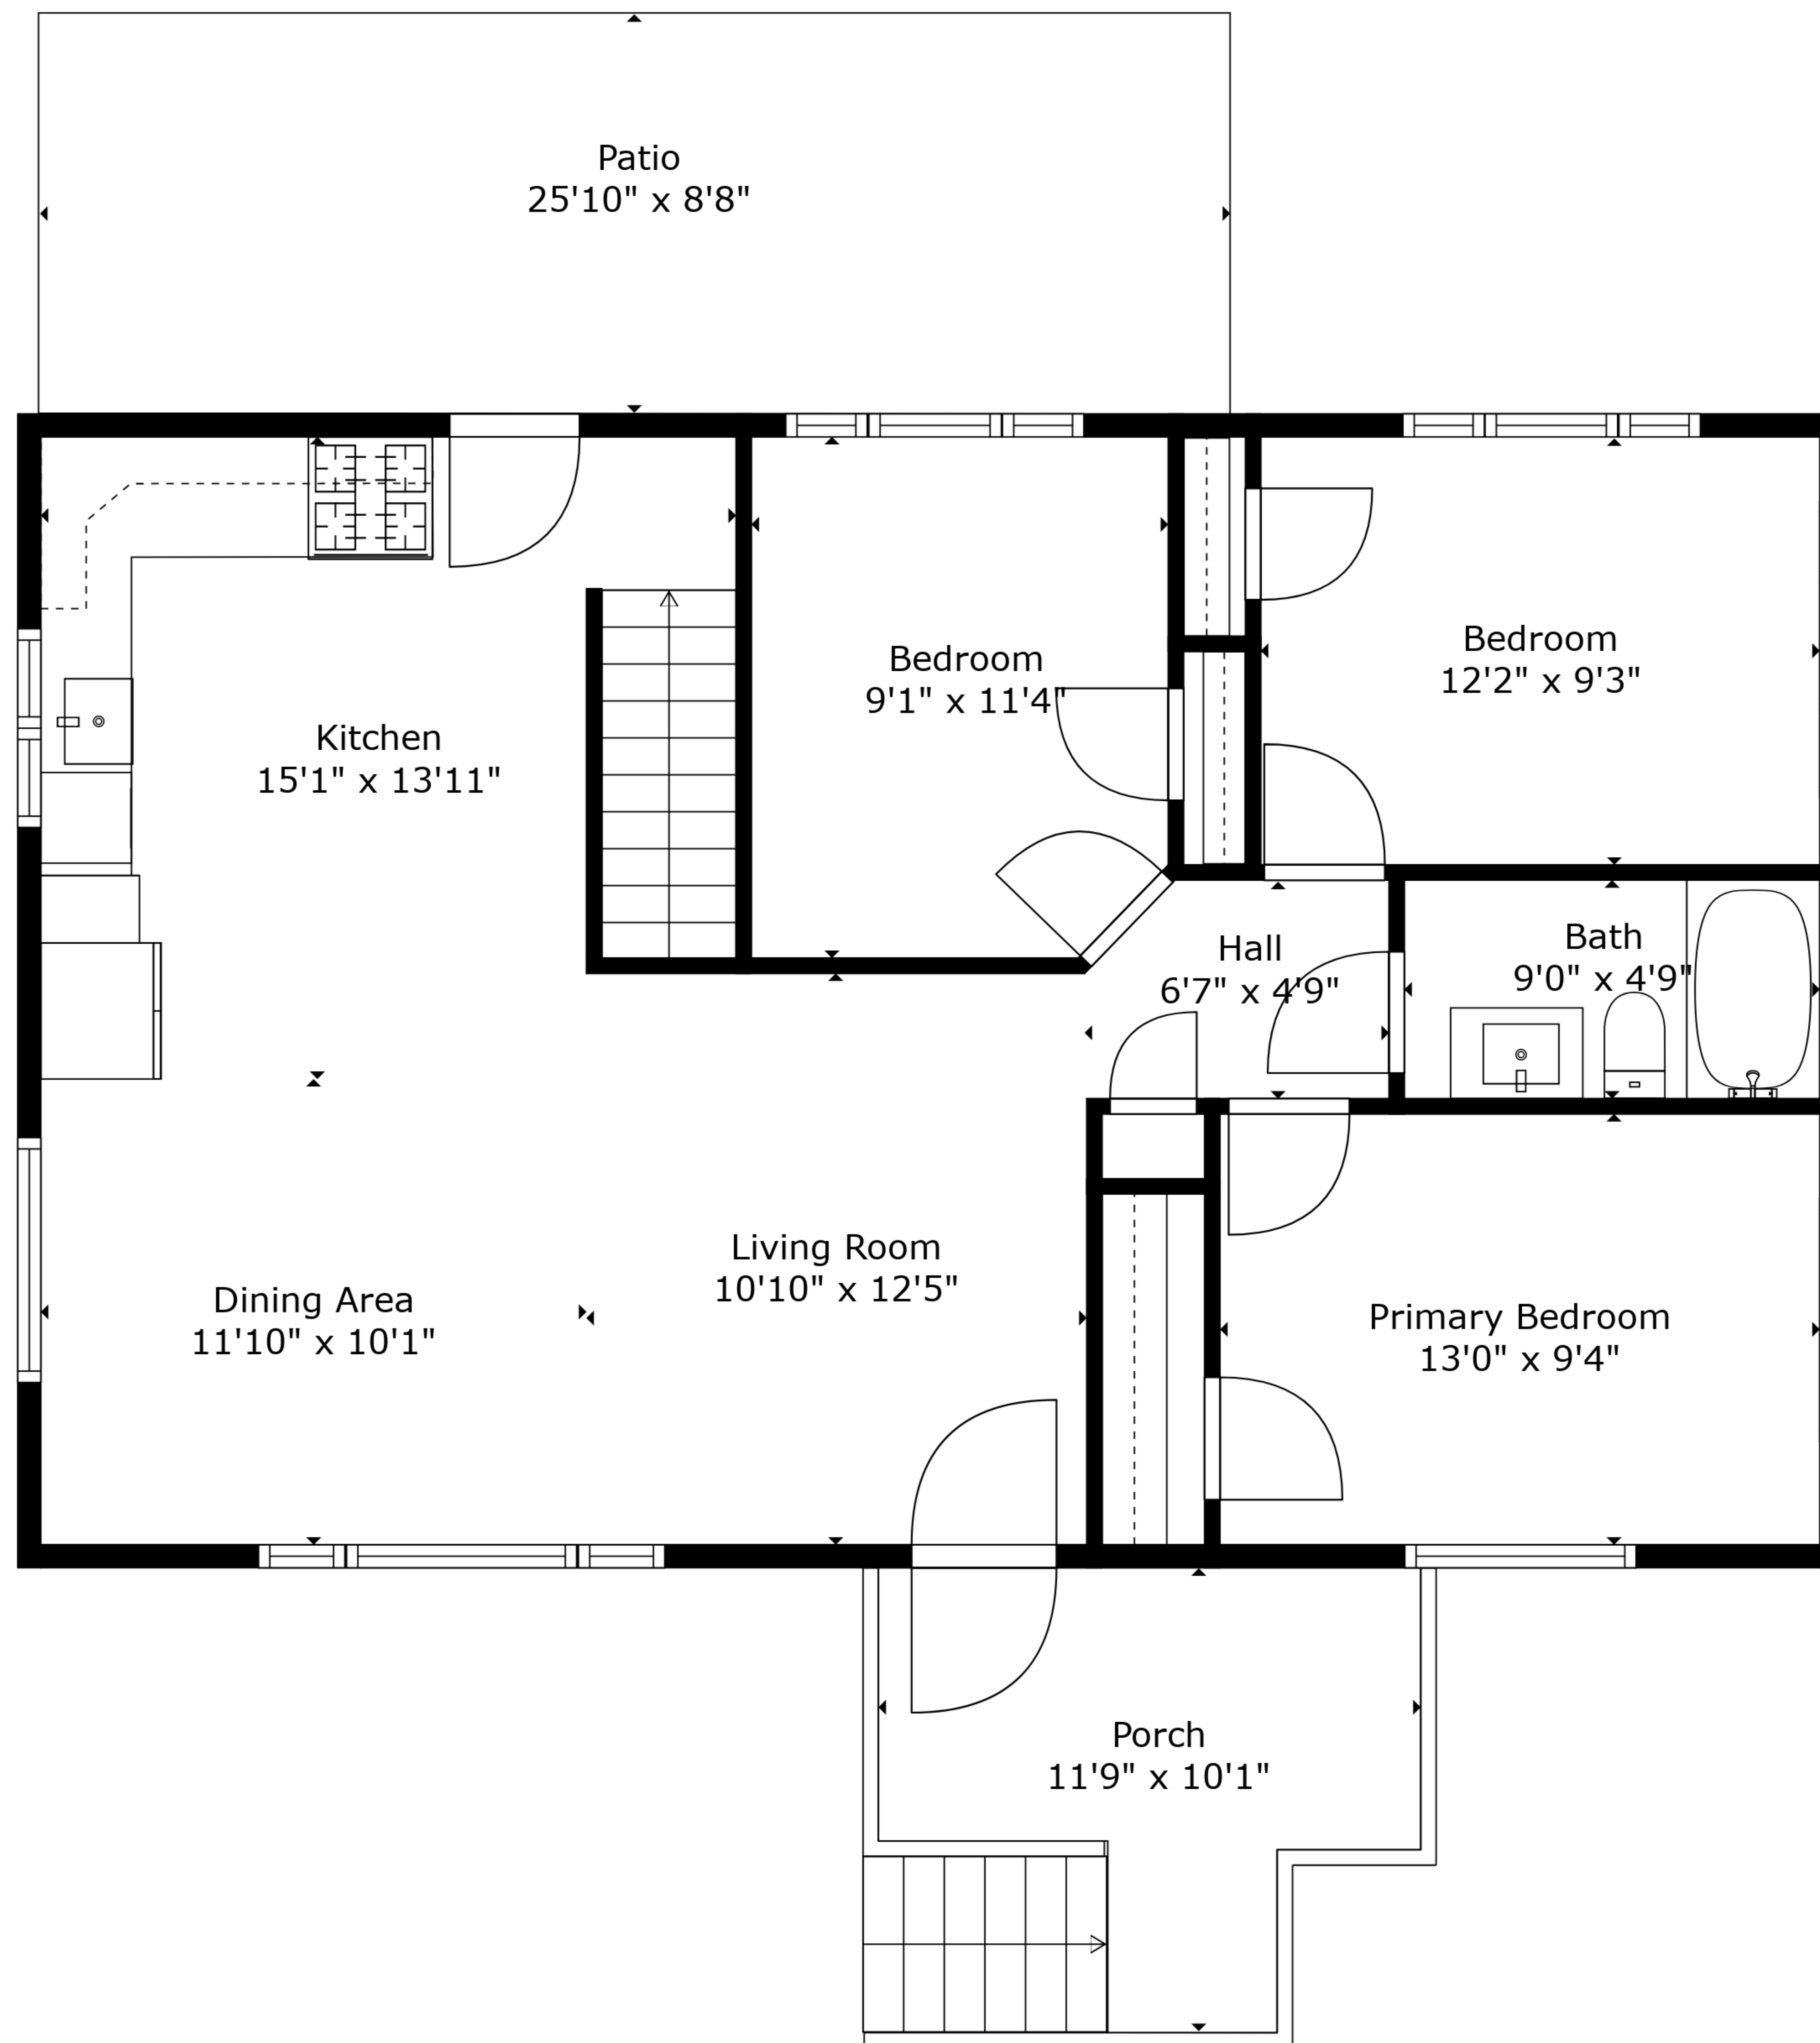 Patio
25'10" x 8'8"
Bedroom
12'2" x 9'3"
Bedroom
9'1" x 11'4"
Kitchen
15'1" x 13'11"
Bath
9'0" x 4'9"
Hall
6'7" x 4'9"
Living Room
10'10" x 12'5"
Dining Area
11'10" x 10'1"
Primary Bedroom
13'0" x 9'4"
Porch
11'9" x 10'1"